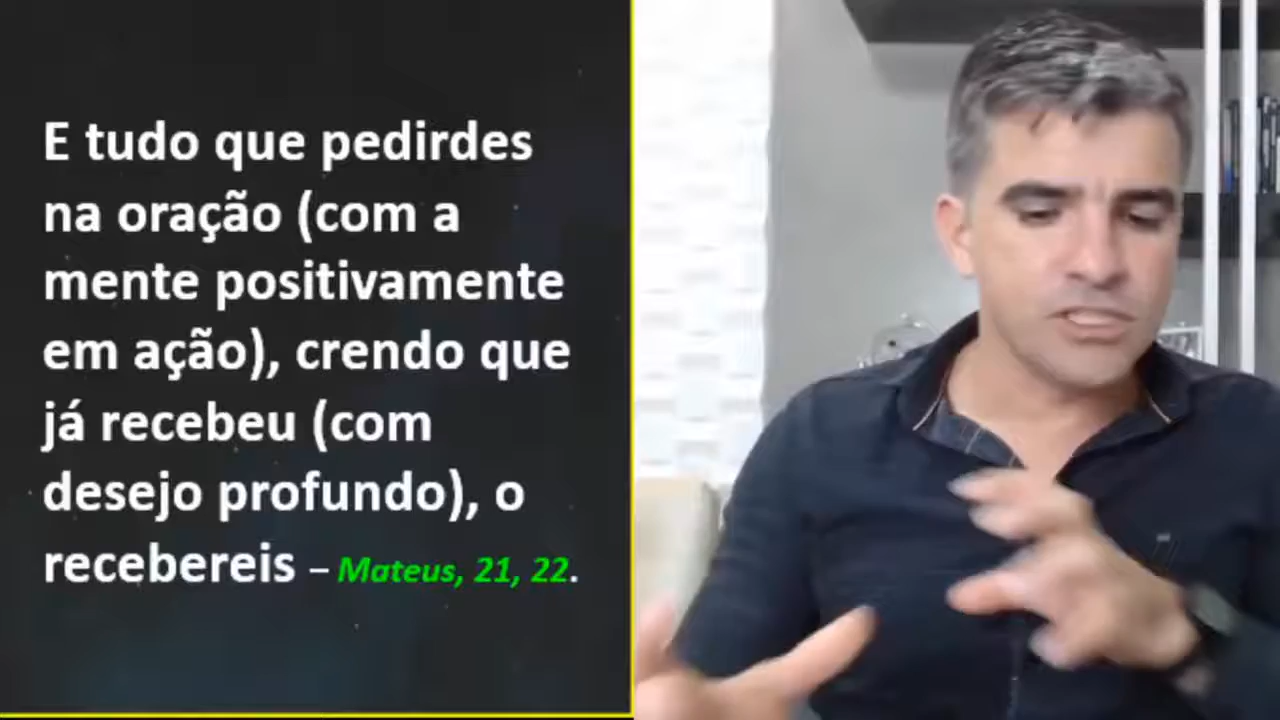 E tudo que pedirdes
na oração (com a
mente positivamente
em ação), crendo que
já recebeu (com
desejo profundo), o
recebereis – Mateus, 21, 22.